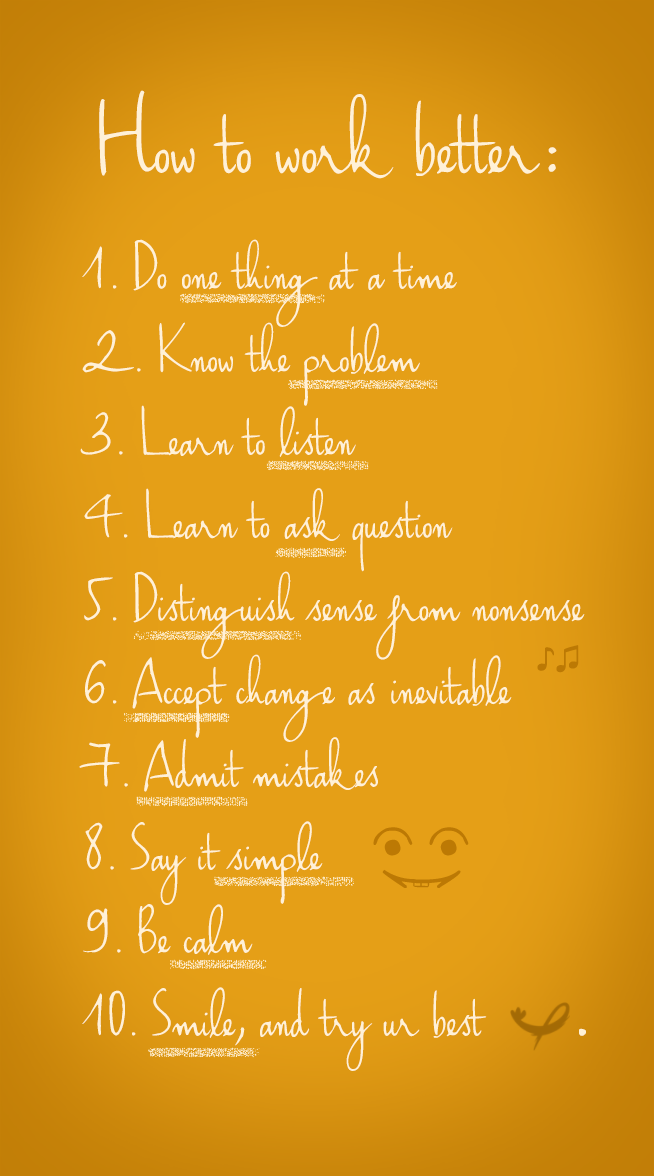 How to work better:
1. Do one thing at a time
2. Know the problem
3. Learn to listen
4. Learn to ask question
5. Distinguish sense from nonsense
6. Accept change as inevitable
7. Admit mistakes
8. Say it simple
9. Be calm
10. Smile, and try ur best .